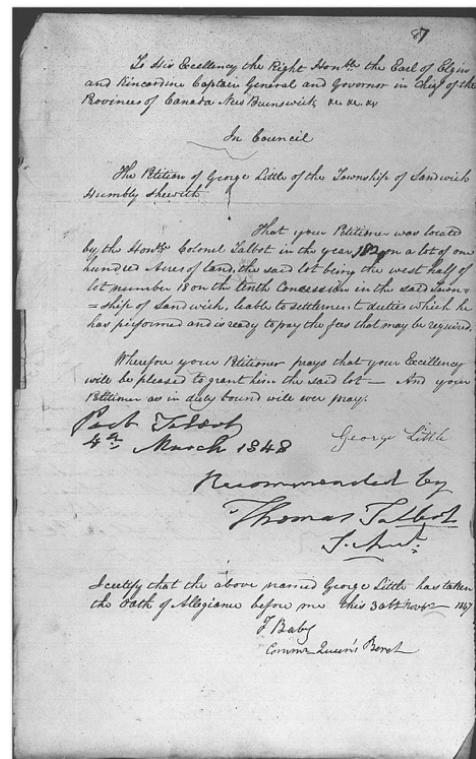 87
To His Excellency the Right Honble the Earl of Elgin
and Kincardine Captain General and Governor in Chief of the
Provinces of Canada New Brunswick &c. &c. &c
In Council
The Petition of George Little of the Township of Sandwich
Humbly Sheweth
That your Petitioner was located
by the Honble Colonel Talbot in the year on a lot of one
hundred Acres of land, the said lot being the west half of
lot number 18 on the tenth Concession in the said Town=
=ship of Sandwich, leable to settlement duties which he
has performed and is ready to pay the fees that may be required.
Wherefore your Petitioner prays that your Excellency
will be pleased to grant him the said lot — And your
Petitioner as in duty bound will ever pray.
Port Talbot
4th March 1848
George Little
Recommended by
Thomas Talbot
I certify that the above named George Little has taken
the Oath of Allegiance before me this 30th 1847
F Baby
Commr Queen's Bench